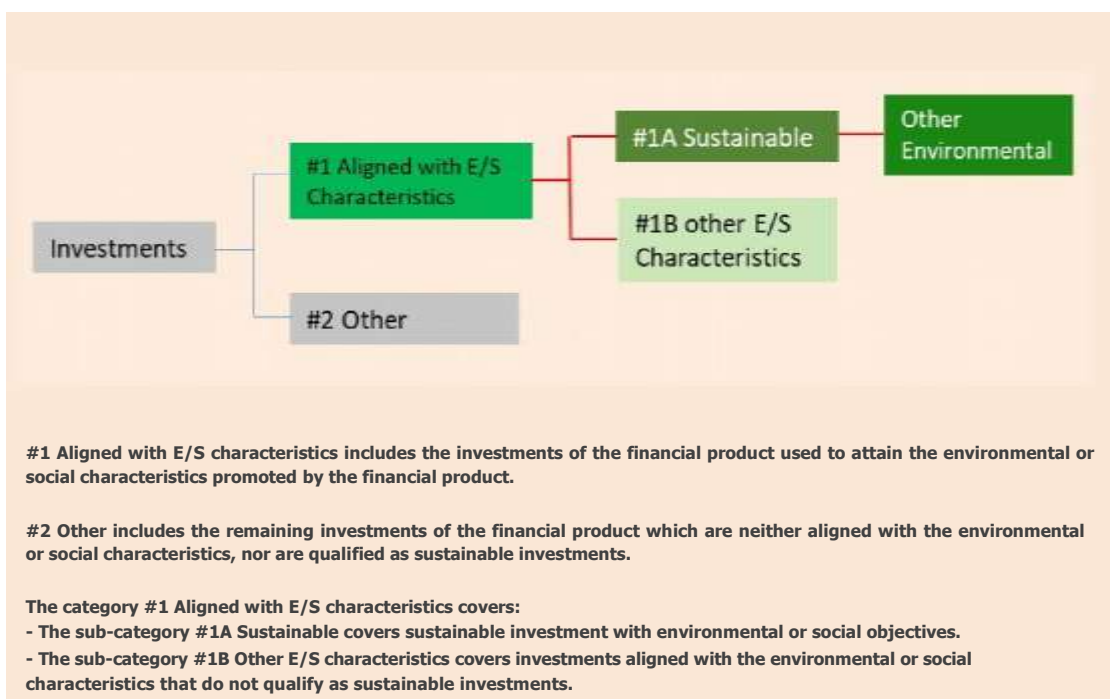 Investments
#1 Aligned with E/S
Characteristics
#2 Other
#1A Sustainable
#1B other E/S
Characteristics
Other
Environmental
#1 Aligned with E/S characteristics includes the investments of the financial product used to attain the environmental or
social characteristics promoted by the financial product.
#2 Other includes the remaining investments of the financial product which are neither aligned with the environmental
or social characteristics, nor are qualified as sustainable investments.
The category #1 Aligned with E/S characteristics covers:
- The sub-category #1A Sustainable covers sustainable investment with environmental or social objectives.
- The sub-category #1B Other E/S characteristics covers investments aligned with the environmental or social
characteristics that do not qualify as sustainable investments.